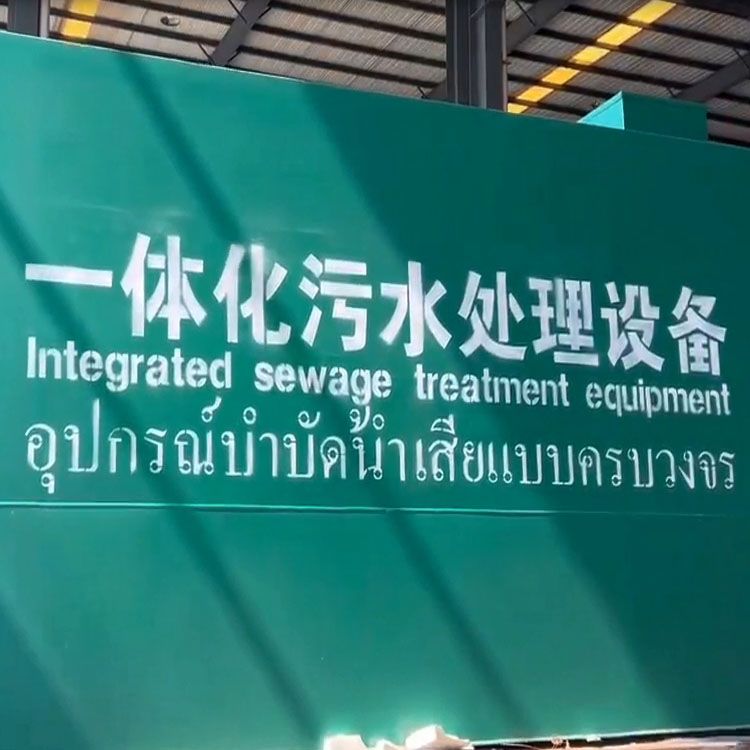 一体化污水处理设备
Integrated sewage treatment equipment
อุปกรณ์บำบัดน้ำเสียแบบครบวงจร